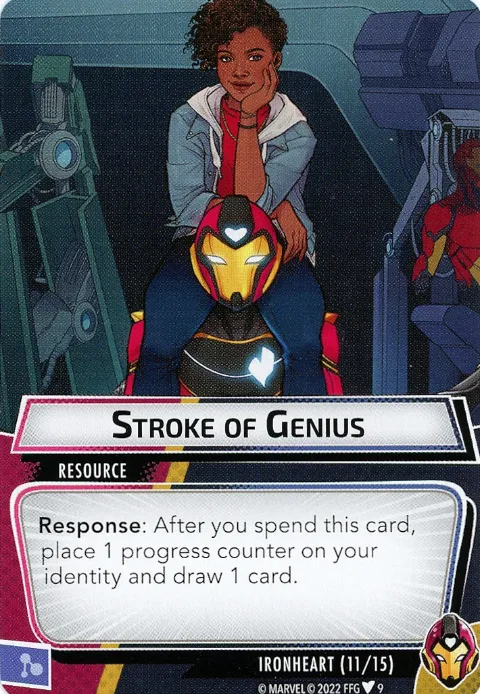 STROKE OF GENIUS
RESOURCE
Response: After you spend this card,
place 1 progress counter on your
identity and draw 1 card.
IRONHEART (11/15)
© MARVEL © 2022 FFG 9